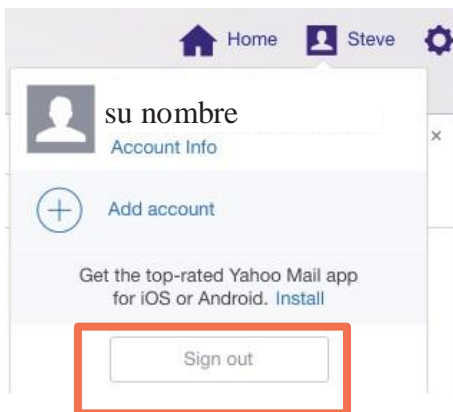 Home Steve
su nombre
Account Info
Add account
Get the top-rated Yahoo Mail app
for iOS or Android. Install
Sign out